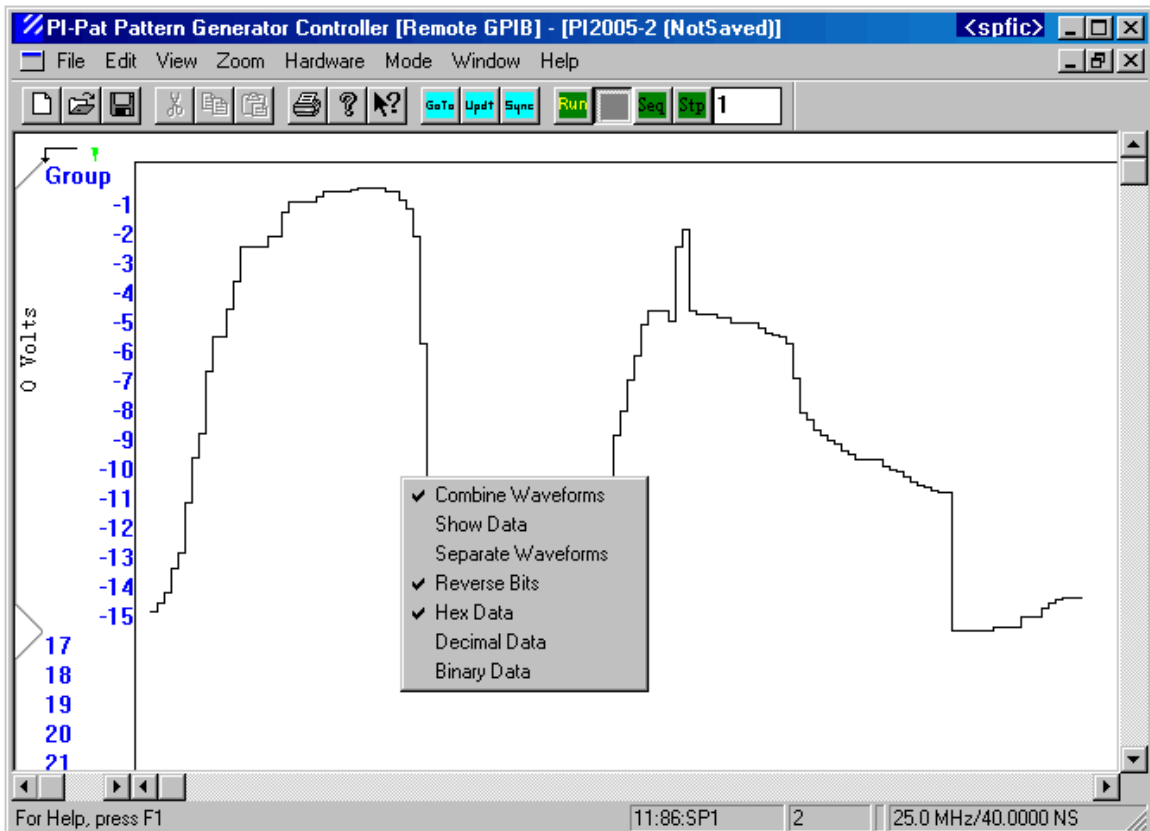 PI-Pat Pattern Generator Controller [Remote GPIB] - [PI2005-2 (NotSaved)] <spfic>
File Edit View Zoom Hardware Mode Window Help
GoTo Updt Sync Run Seq Stp 1
Group
-1
-2
-3
-4
-5
-6
-7
-8
-9
-10
-11
-12
-13
-14
-15
17
18
19
20
21
Q Volts
Combine Waveforms
Show Data
Separate Waveforms
Reverse Bits
Hex Data
Decimal Data
Binary Data
For Help, press F1 11:86:SP1 2 25.0 MHz/40.0000 NS